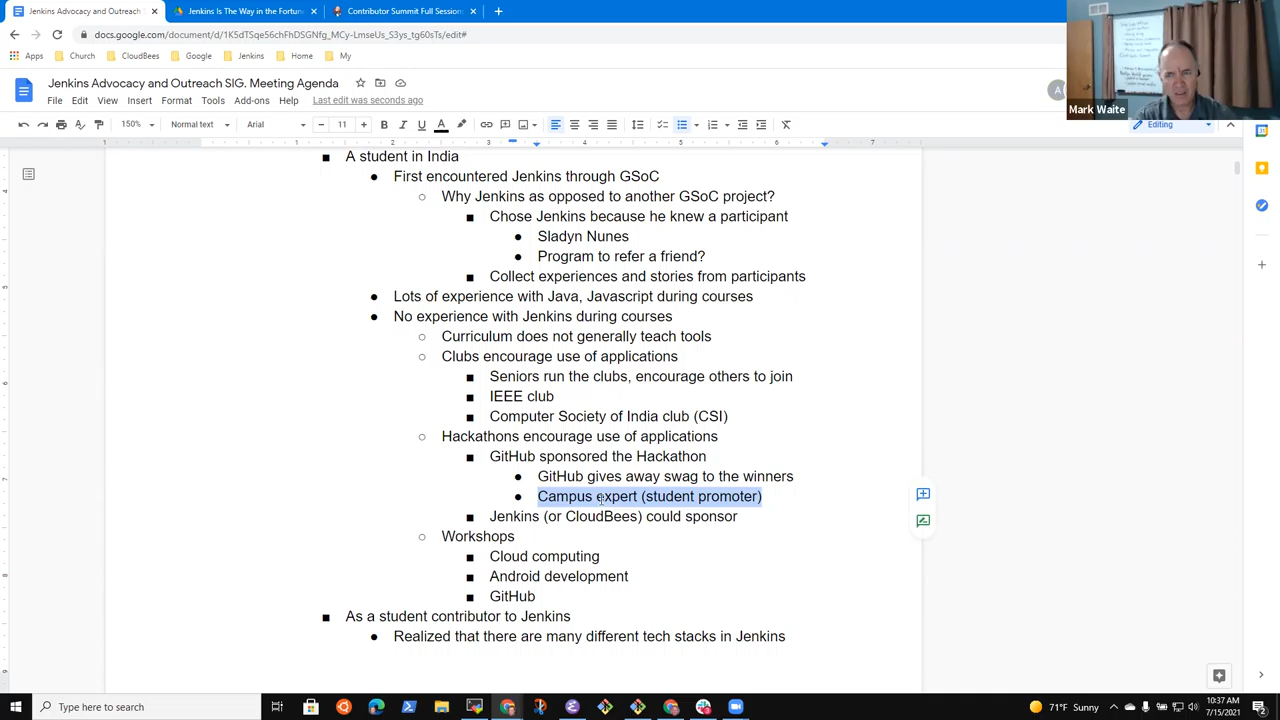 Jenkins Advocacy and Outreach S
Jenkins Is The Way in the Fortune
Contributor Summit Full Session
Apps
Church
CloudBees
Google
Jenkins
Home
My
Jenkins Advocacy and Outreach SIG. Meeting Agenda
File Edit View Insert Format Tools Add-ons Help Last edit was seconds ago
150% Normal text Arial 11 Editing
Mark Waite
1 1 2 3 4 5 6 7
A student in India
First encountered Jenkins through GSoC
Why Jenkins as opposed to another GSoC project?
Chose Jenkins because he knew a participant
Sladyn Nunes
Program to refer a friend?
Collect experiences and stories from participants
Lots of experience with Java, Javascript during courses
No experience with Jenkins during courses
Curriculum does not generally teach tools
Clubs encourage use of applications
Seniors run the clubs, encourage others to join
IEEE club
Computer Society of India club (CSI)
Hackathons encourage use of applications
GitHub sponsored the Hackathon
GitHub gives away swag to the winners
Campus expert (student promoter)
Jenkins (or CloudBees) could sponsor
Workshops
Cloud computing
Android development
GitHub
As a student contributor to Jenkins
Realized that there are many different tech stacks in Jenkins
Type here to search
71°F Sunny
10:37 AM
7/15/2021